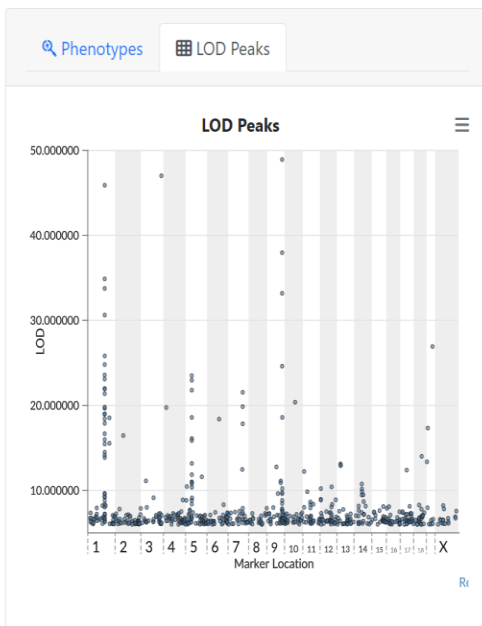 Phenotypes
LOD Peaks
LOD Peaks
50.000000
40.000000
30.000000
20.000000
10.000000
LOD
1 2 3 4 5 6 7 8 9 10 11 12 13 14 15 16 17 18 X
Marker Location
Re